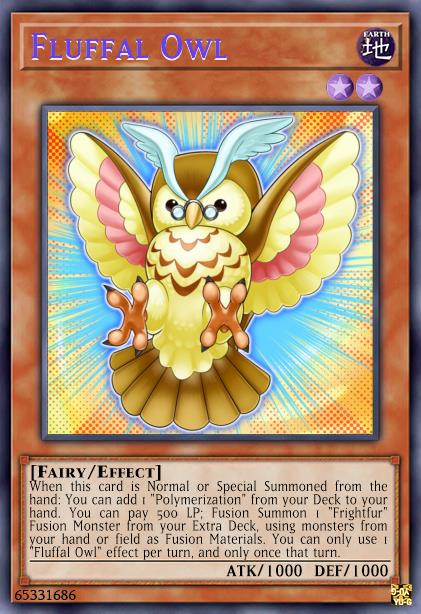 Fluffal Owl
EARTH
地
[Fairy/Effect]
When this card is Normal or Special Summoned from the
hand: You can add 1 "Polymerization" from your Deck to your
hand. You can pay 500 LP; Fusion Summon 1 "Frightfur"
Fusion Monster from your Extra Deck, using monsters from
your hand or field as Fusion Materials. You can only use 1
"Fluffal Owl" effect per turn, and only once that turn.
ATK/1000 DEF/1000
65331686